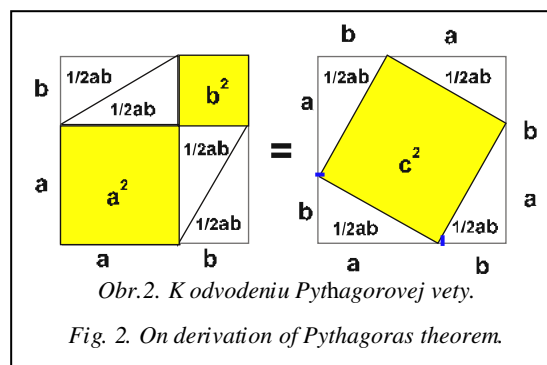 b a
b 1/2ab b² 1/2ab 1/2ab
1/2ab a
1/2ab = b
a a² c²
1/2ab b a
1/2ab 1/2ab
a b a b
Obr.2. K odvodeniu Pythagorovej vety.
Fig. 2. On derivation of Pythagoras theorem.